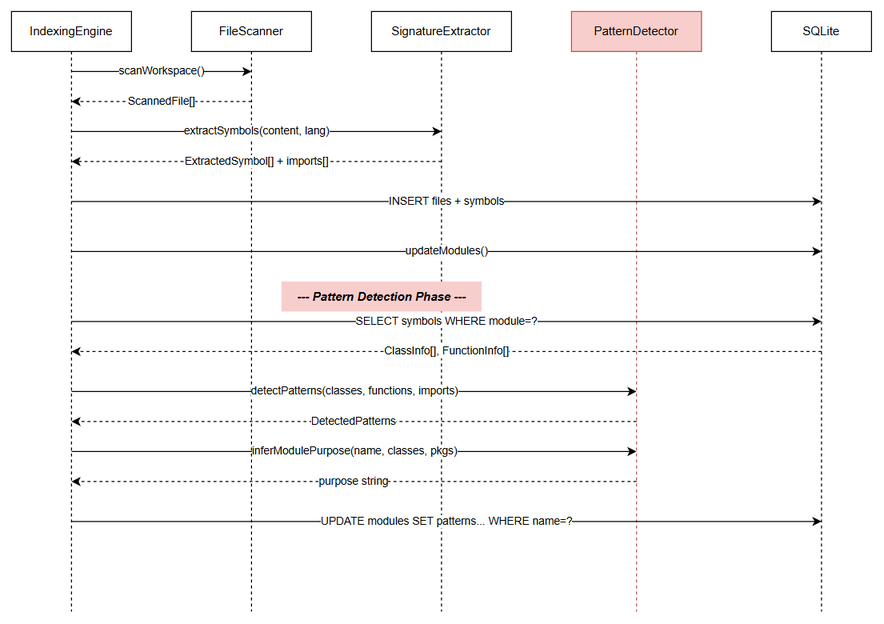 IndexingEngine
FileScanner
SignatureExtractor
PatternDetector
SQLite
scanWorkspace()
ScannedFile[]
extractSymbols(content, lang)
ExtractedSymbol[] + imports[]
INSERT files + symbols
updateModules()
--- Pattern Detection Phase ---
SELECT symbols WHERE module=?
ClassInfo[], FunctionInfo[]
detectPatterns(classes, functions, imports)
DetectedPatterns
inferModulePurpose(name, classes, pkgs)
purpose string
UPDATE modules SET patterns... WHERE name=?